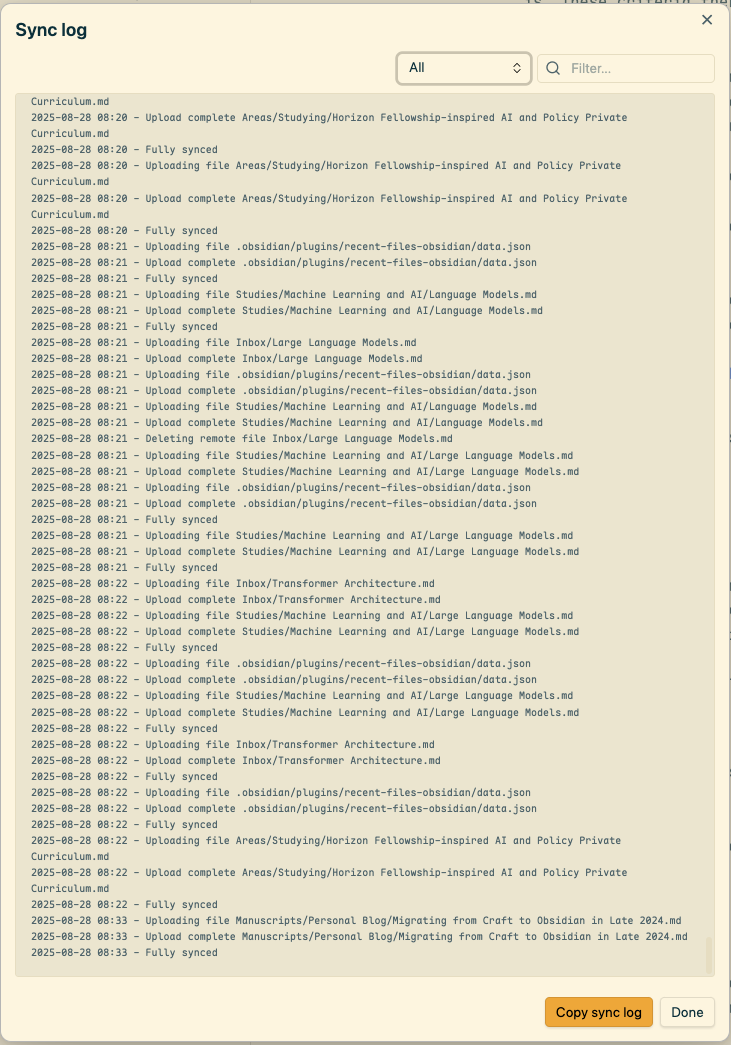 Sync log
All
Filter...
Curriculum.md
2025-08-28 08:20 - Upload complete Areas/Studying/Horizon Fellowship-inspired AI and Policy Private
Curriculum.md
2025-08-28 08:20 - Fully synced
2025-08-28 08:20 - Uploading file Areas/Studying/Horizon Fellowship-inspired AI and Policy Private
Curriculum.md
2025-08-28 08:20 - Upload complete Areas/Studying/Horizon Fellowship-inspired AI and Policy Private
Curriculum.md
2025-08-28 08:20 - Fully synced
2025-08-28 08:21 - Uploading file .obsidian/plugins/recent-files-obsidian/data.json
2025-08-28 08:21 - Upload complete .obsidian/plugins/recent-files-obsidian/data.json
2025-08-28 08:21 - Fully synced
2025-08-28 08:21 - Uploading file Studies/Machine Learning and AI/Language Models.md
2025-08-28 08:21 - Upload complete Studies/Machine Learning and AI/Language Models.md
2025-08-28 08:21 - Fully synced
2025-08-28 08:21 - Uploading file Inbox/Large Language Models.md
2025-08-28 08:21 - Upload complete Inbox/Large Language Models.md
2025-08-28 08:21 - Uploading file .obsidian/plugins/recent-files-obsidian/data.json
2025-08-28 08:21 - Upload complete .obsidian/plugins/recent-files-obsidian/data.json
2025-08-28 08:21 - Uploading file Studies/Machine Learning and AI/Language Models.md
2025-08-28 08:21 - Upload complete Studies/Machine Learning and AI/Language Models.md
2025-08-28 08:21 - Deleting remote file Inbox/Large Language Models.md
2025-08-28 08:21 - Uploading file Studies/Machine Learning and AI/Large Language Models.md
2025-08-28 08:21 - Upload complete Studies/Machine Learning and AI/Large Language Models.md
2025-08-28 08:21 - Uploading file .obsidian/plugins/recent-files-obsidian/data.json
2025-08-28 08:21 - Upload complete .obsidian/plugins/recent-files-obsidian/data.json
2025-08-28 08:21 - Fully synced
2025-08-28 08:21 - Uploading file Studies/Machine Learning and AI/Large Language Models.md
2025-08-28 08:21 - Upload complete Studies/Machine Learning and AI/Large Language Models.md
2025-08-28 08:21 - Fully synced
2025-08-28 08:22 - Uploading file Inbox/Transformer Architecture.md
2025-08-28 08:22 - Upload complete Inbox/Transformer Architecture.md
2025-08-28 08:22 - Uploading file Studies/Machine Learning and AI/Large Language Models.md
2025-08-28 08:22 - Upload complete Studies/Machine Learning and AI/Large Language Models.md
2025-08-28 08:22 - Fully synced
2025-08-28 08:22 - Uploading file .obsidian/plugins/recent-files-obsidian/data.json
2025-08-28 08:22 - Upload complete .obsidian/plugins/recent-files-obsidian/data.json
2025-08-28 08:22 - Uploading file Studies/Machine Learning and AI/Large Language Models.md
2025-08-28 08:22 - Upload complete Studies/Machine Learning and AI/Large Language Models.md
2025-08-28 08:22 - Fully synced
2025-08-28 08:22 - Uploading file Inbox/Transformer Architecture.md
2025-08-28 08:22 - Upload complete Inbox/Transformer Architecture.md
2025-08-28 08:22 - Fully synced
2025-08-28 08:22 - Uploading file .obsidian/plugins/recent-files-obsidian/data.json
2025-08-28 08:22 - Upload complete .obsidian/plugins/recent-files-obsidian/data.json
2025-08-28 08:22 - Fully synced
2025-08-28 08:22 - Uploading file Areas/Studying/Horizon Fellowship-inspired AI and Policy Private
Curriculum.md
2025-08-28 08:22 - Upload complete Areas/Studying/Horizon Fellowship-inspired AI and Policy Private
Curriculum.md
2025-08-28 08:22 - Fully synced
2025-08-28 08:33 - Uploading file Manuscripts/Personal Blog/Migrating from Craft to Obsidian in Late 2024.md
2025-08-28 08:33 - Upload complete Manuscripts/Personal Blog/Migrating from Craft to Obsidian in Late 2024.md
2025-08-28 08:33 - Fully synced
Copy sync log
Done